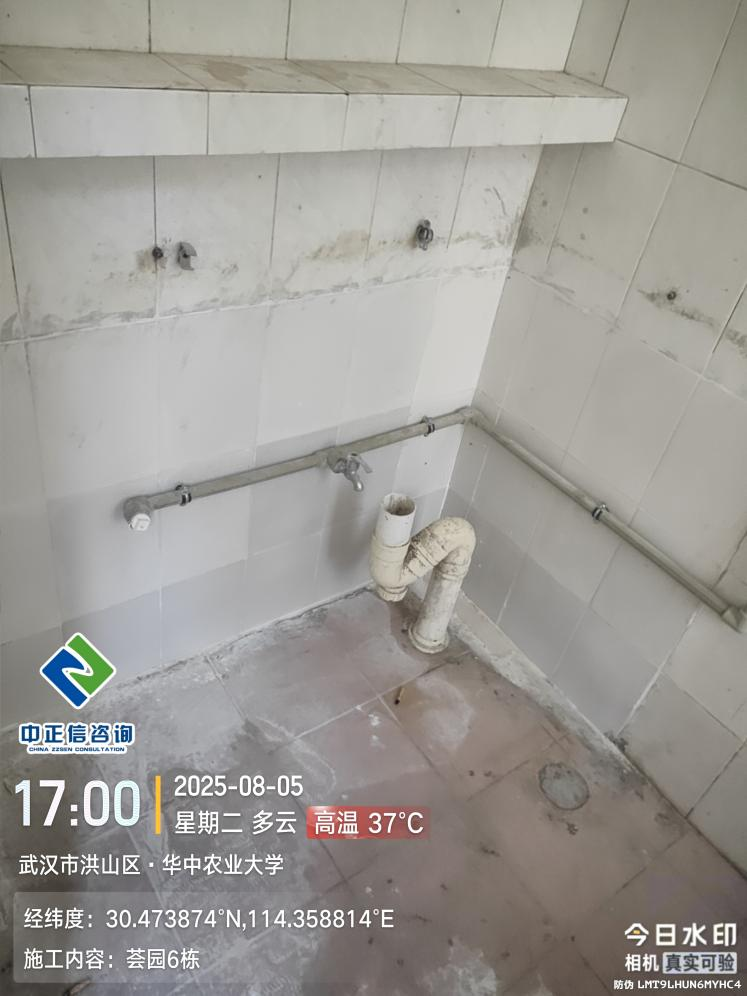 中正信咨询
CHINA ZZSEN CONSULTATION
17:00
2025-08-05
星期二 多云 高温 37°C
武汉市洪山区·华中农业大学
经纬度：30.473874°N,114.358814°E
施工内容：荟园6栋
今日水印
相机 真实可验
防伪 LMT9LHUN6MYHC4